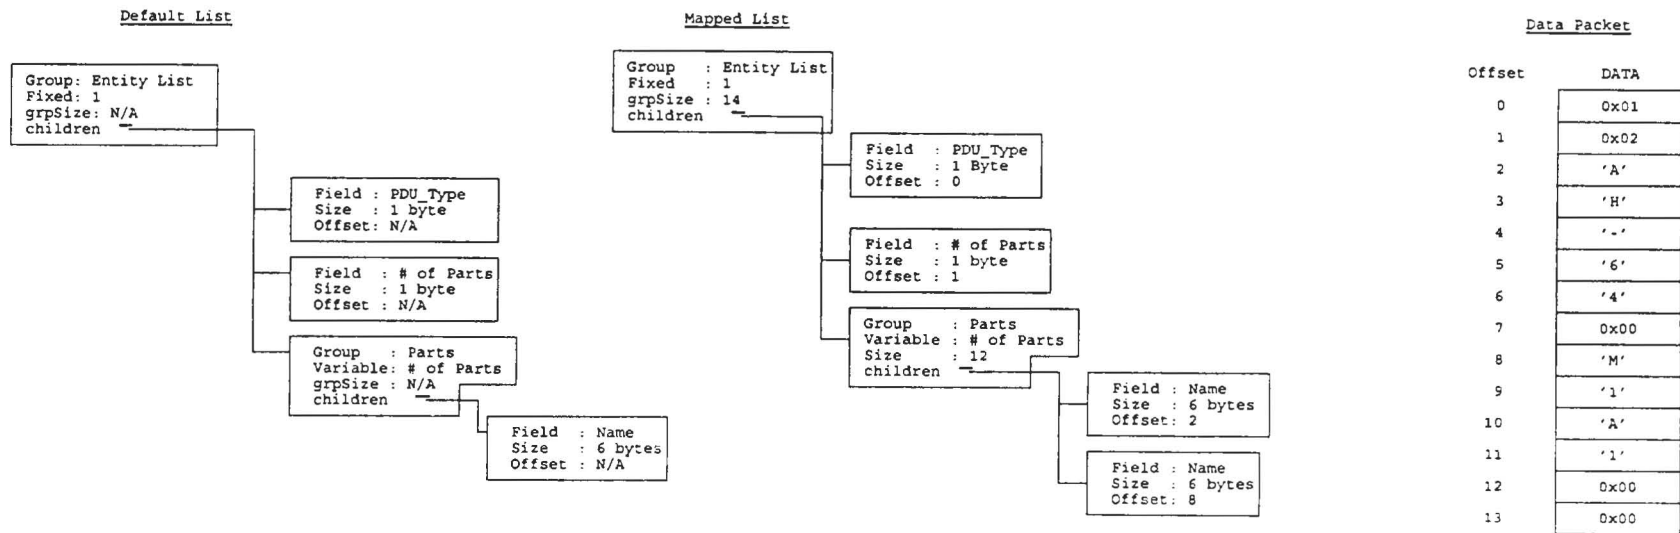 Default List
Group: Entity List
Fixed: 1
grpSize: N/A
children
Field : PDU_Type
Size : 1 byte
Offset: N/A
Field : # of Parts
Size : 1 byte
Offset : N/A
Group : Parts
Variable: # of Parts
grpSize : N/A
children
Field : Name
Size : 6 bytes
Offset : N/A
Mapped List
Group : Entity List
Fixed : 1
grpSize : 14
children
Field : PDU_Type
Size : 1 Byte
Offset : 0
Field : # of Parts
Size : 1 byte
Offset : 1
Group : Parts
Variable : # of Parts
Size : 12
children
Field : Name
Size : 6 bytes
Offset: 2
Field : Name
Size : 6 bytes
Offset: 8
Data Packet
Offset DATA
0 0x01
1 0x02
2 'A'
3 'H'
4 '-'
5 '6'
6 '4'
7 0x00
8 'M'
9 '1'
10 'A'
11 '1'
12 0x00
13 0x00